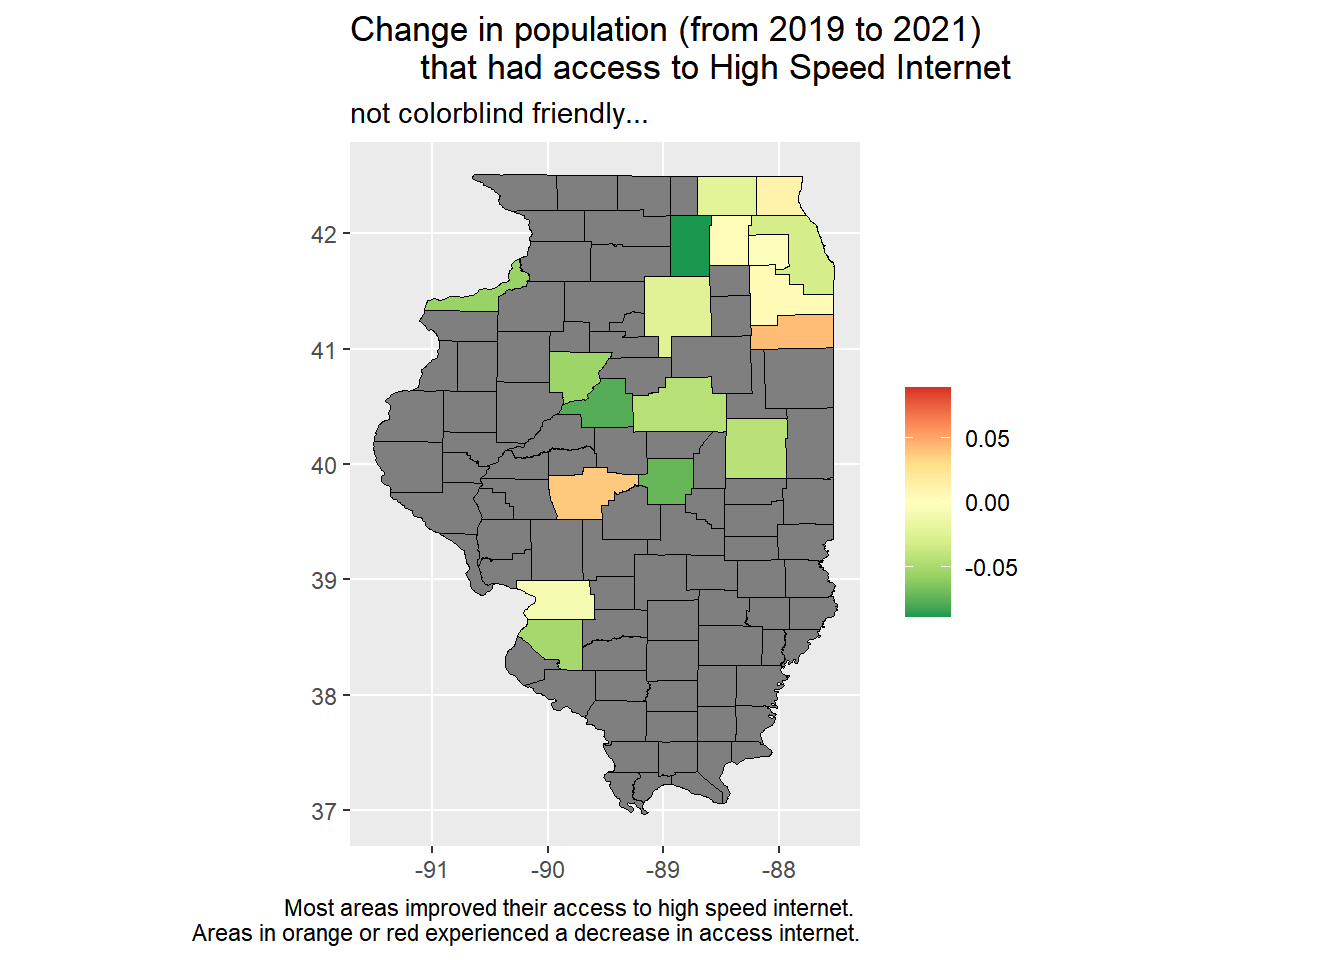 Change in population (from 2019 to 2021)
that had access to High Speed Internet
not colorblind friendly...
42
41
40
39
38
37
-91
-90
-89
-88
0.05
0.00
-0.05
Most areas improved their access to high speed internet.
Areas in orange or red experienced a decrease in access internet.